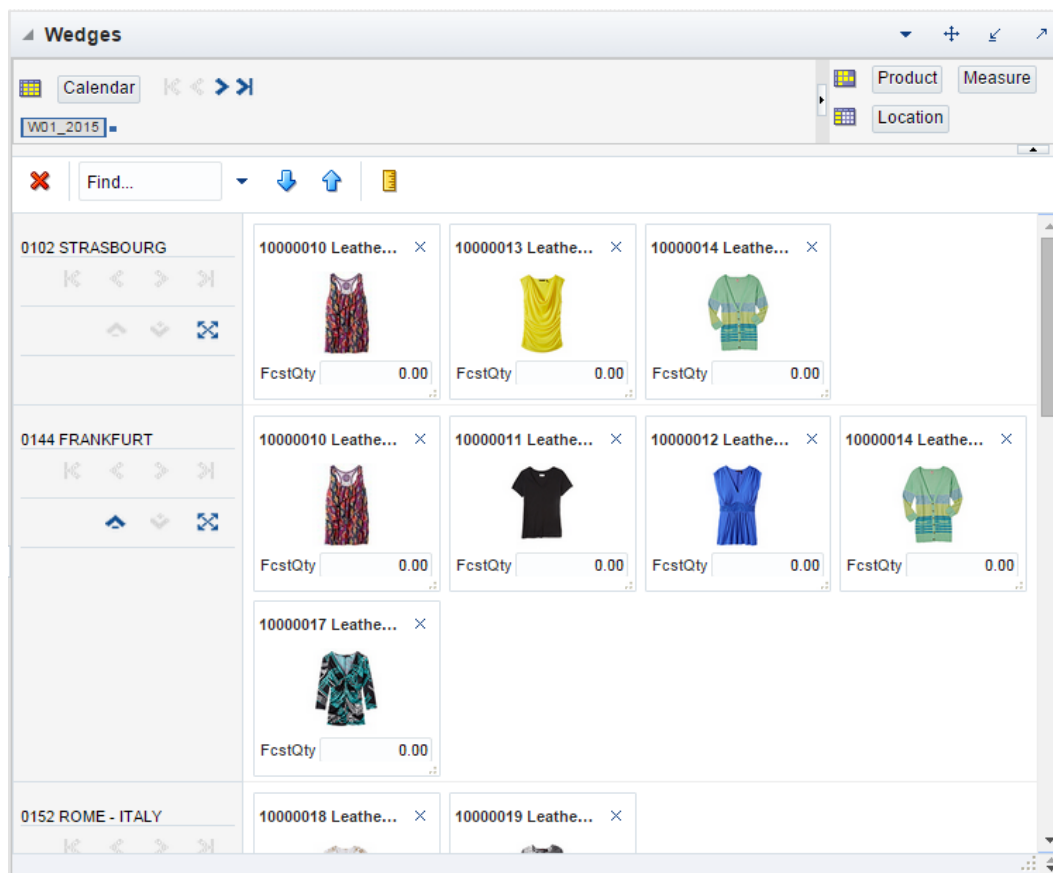 Wedges
Calendar
Product Measure
Location
W01_2015
Find...
0102 STRASBOURG
10000010 Leathe... 10000013 Leathe... 10000014 Leathe...
FcstQty 0.00 FcstQty 0.00 FcstQty 0.00
0144 FRANKFURT
10000010 Leathe... 10000011 Leathe... 10000012 Leathe... 10000014 Leathe...
FcstQty 0.00 FcstQty 0.00 FcstQty 0.00 FcstQty 0.00
10000017 Leathe...
FcstQty 0.00
0152 ROME - ITALY
10000018 Leathe... 10000019 Leathe...